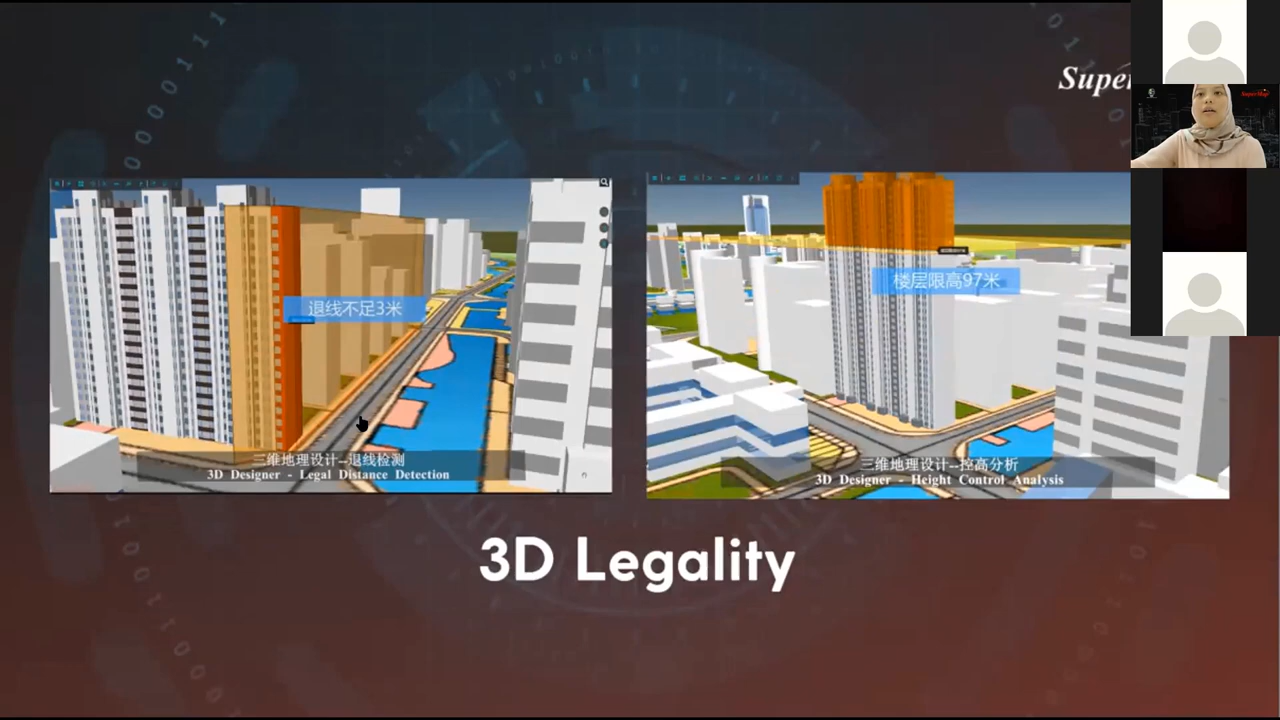 Super
SuperMap
退线不足3米
楼层限高97米
三维地理设计--退线检测
3D Designer - Legal Distance Detection
三维地理设计--控高分析
3D Designer - Height Control Analysis
3D Legality